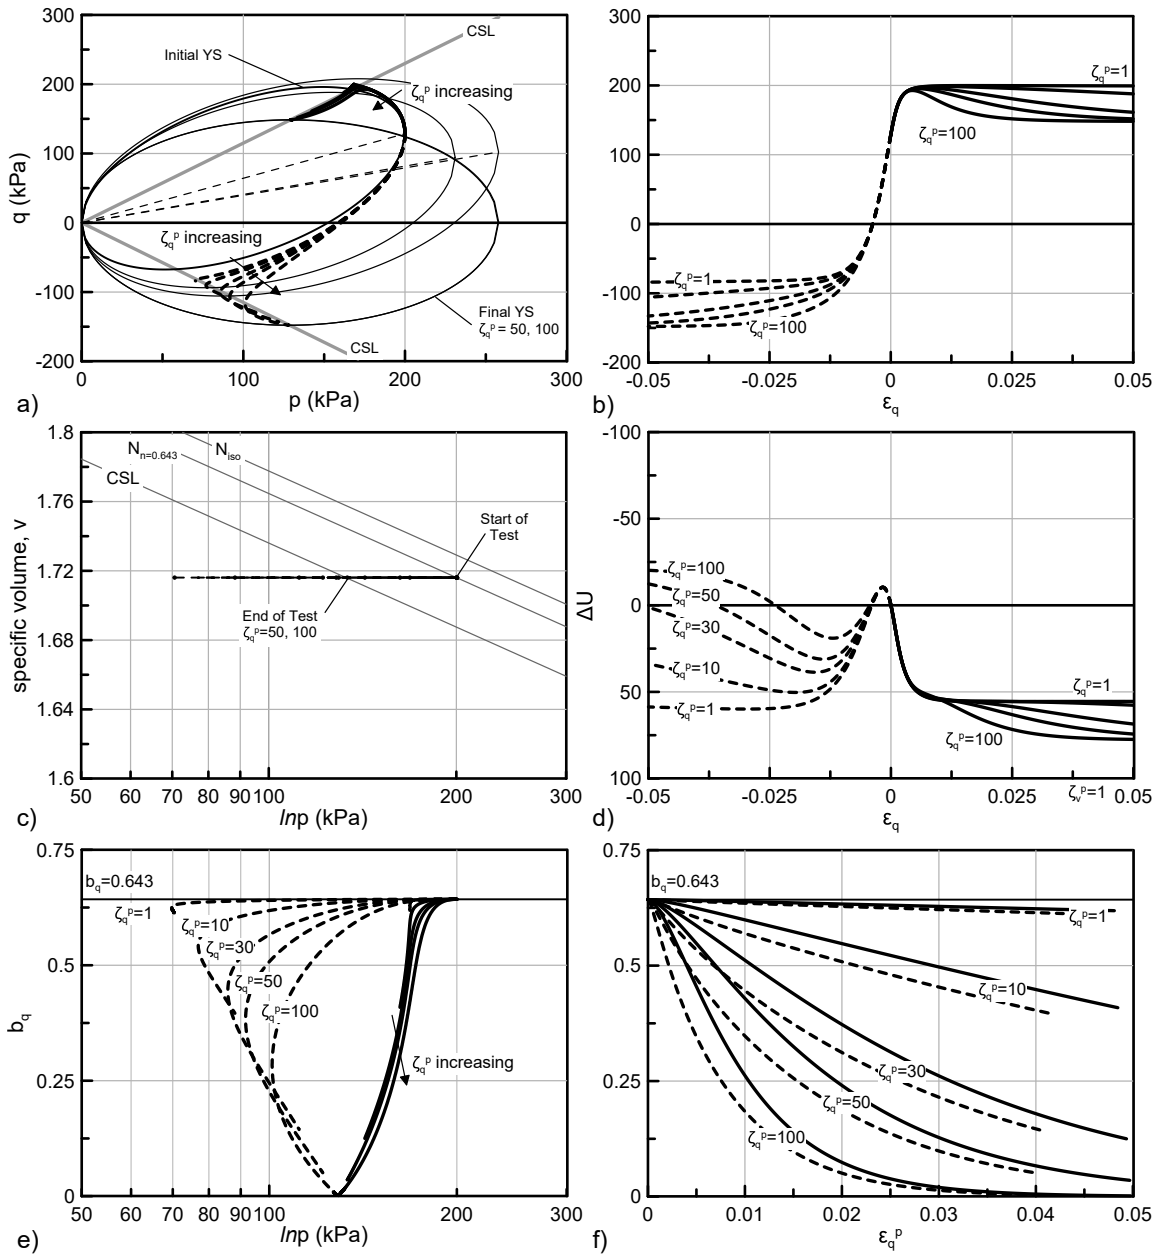 300
200
100
0
-100
-200
q (kPa)
Initial YS
CSL
ζqᵖ increasing
ζqᵖ increasing
Final YS
ζqᵖ = 50, 100
CSL
0
100
200
300
p (kPa)
a)
300
200
100
0
-100
-200
ζqᵖ=1
ζqᵖ=100
ζqᵖ=1
ζqᵖ=100
-0.05
-0.025
0
0.025
0.05
εq
b)
1.8
1.76
1.72
1.68
1.64
1.6
specific volume, v
Nη=0.643
Niso
CSL
Start of
Test
End of Test
ζqᵖ=50, 100
50
60
70
80
90
100
200
300
lnp (kPa)
c)
-100
-50
0
50
100
ΔU
ζqᵖ=100
ζqᵖ=50
ζqᵖ=30
ζqᵖ=10
ζqᵖ=1
ζqᵖ=1
ζqᵖ=100
-0.05
-0.025
0
0.025
ζvᵖ=1
0.05
εq
d)
0.75
0.5
0.25
0
bq
bq=0.643
ζqᵖ=1
ζqᵖ=10
ζqᵖ=30
ζqᵖ=50
ζqᵖ=100
ζqᵖ increasing
50
60
70
80
90
100
200
300
lnp (kPa)
e)
0.75
0.5
0.25
0
bq=0.643
ζqᵖ=1
ζqᵖ=10
ζqᵖ=30
ζqᵖ=50
ζqᵖ=100
0
0.01
0.02
0.03
0.04
0.05
εqᵖ
f)